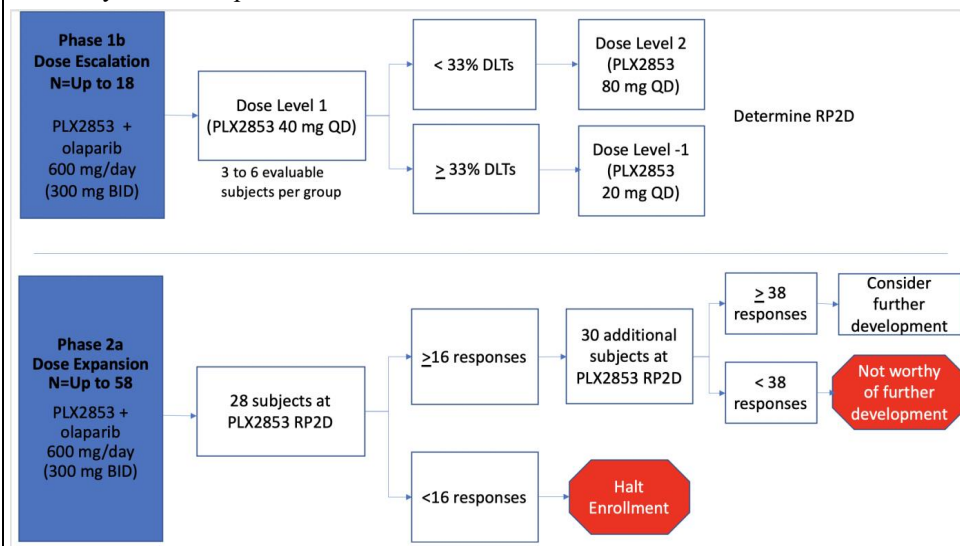 Phase 1b
Dose Escalation
N=Up to 18
PLX2853 +
olaparib
600 mg/day
(300 mg BID)
Dose Level 1
(PLX2853 40 mg QD)
3 to 6 evaluable
subjects per group
< 33% DLTs
≥ 33% DLTs
Dose Level 2
(PLX2853
80 mg QD)
Dose Level -1
(PLX2853
20 mg QD)
Determine RP2D
Phase 2a
Dose Expansion
N=Up to 58
PLX2853 +
olaparib
600 mg/day
(300 mg BID)
28 subjects at
PLX2853 RP2D
≥16 responses
<16 responses
30 additional
subjects at
PLX2853 RP2D
Halt
Enrollment
≥ 38
responses
< 38
responses
Consider
further
development
Not worthy
of further
development